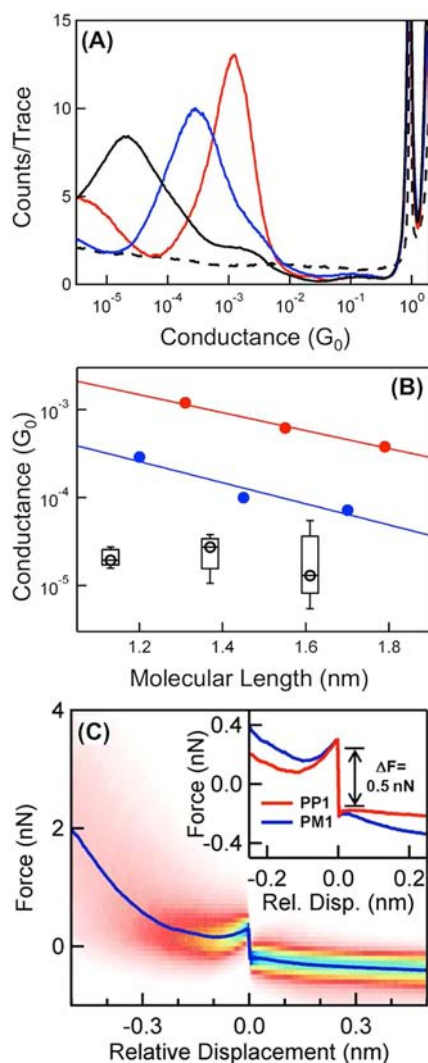 (A)
Counts/Trace
15
10
5
0
10⁻⁵ 10⁻⁴ 10⁻³ 10⁻² 10⁻¹ 10⁰
Conductance (G₀)
(B)
Conductance (G₀)
10⁻³
10⁻⁴
10⁻⁵
1.2 1.4 1.6 1.8
Molecular Length (nm)
(C)
Force (nN)
4
2
0
-0.3 0.0 0.3
Relative Displacement (nm)
Force (nN)
0.4
0.0
-0.4
ΔF=
0.5 nN
PP1
PM1
-0.2 0.0 0.2
Rel. Disp. (nm)